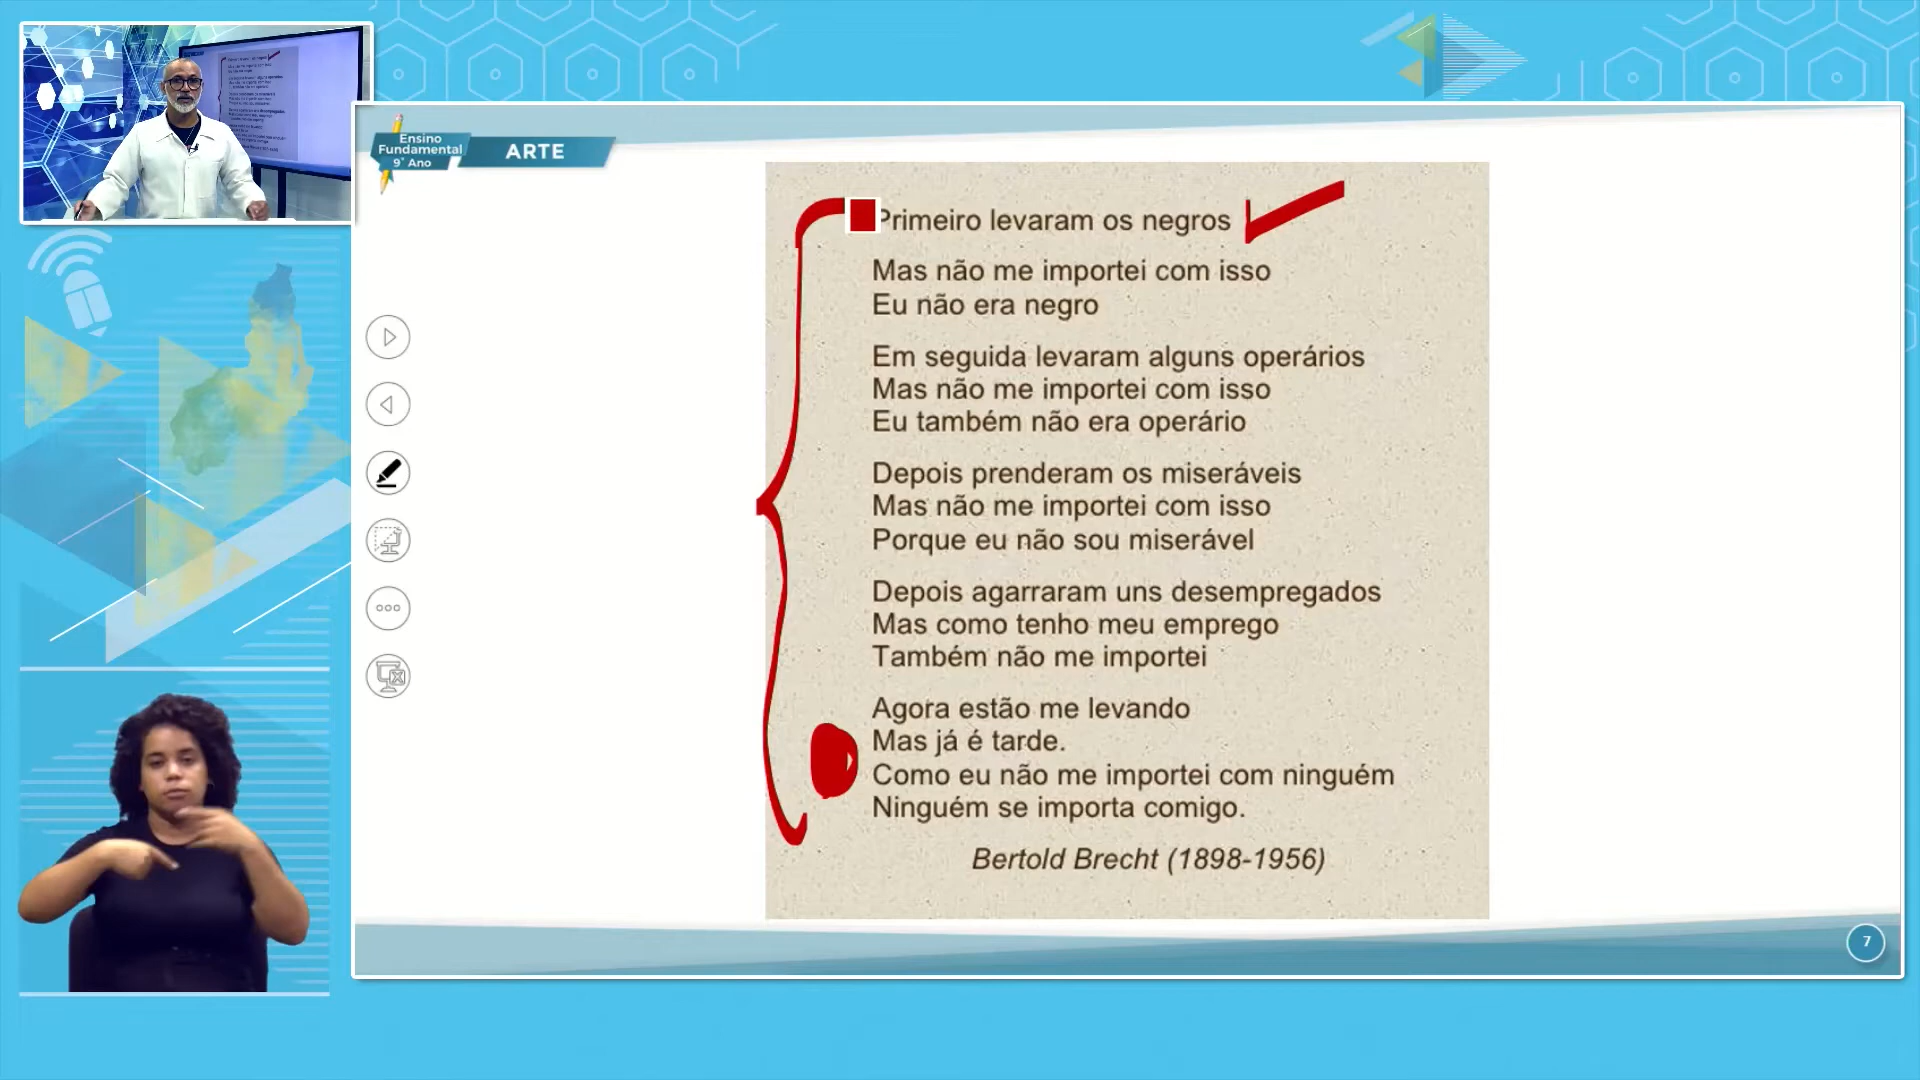 Ensino
Fundamental
9° Ano
ARTE
Primeiro levaram os negros
Mas não me importei com isso
Eu não era negro
Em seguida levaram alguns operários
Mas não me importei com isso
Eu também não era operário
Depois prenderam os miseráveis
Mas não me importei com isso
Porque eu não sou miserável
Depois agarraram uns desempregados
Mas como tenho meu emprego
Também não me importei
Agora estão me levando
Mas já é tarde.
Como eu não me importei com ninguém
Ninguém se importa comigo.
Bertold Brecht (1898-1956)
7